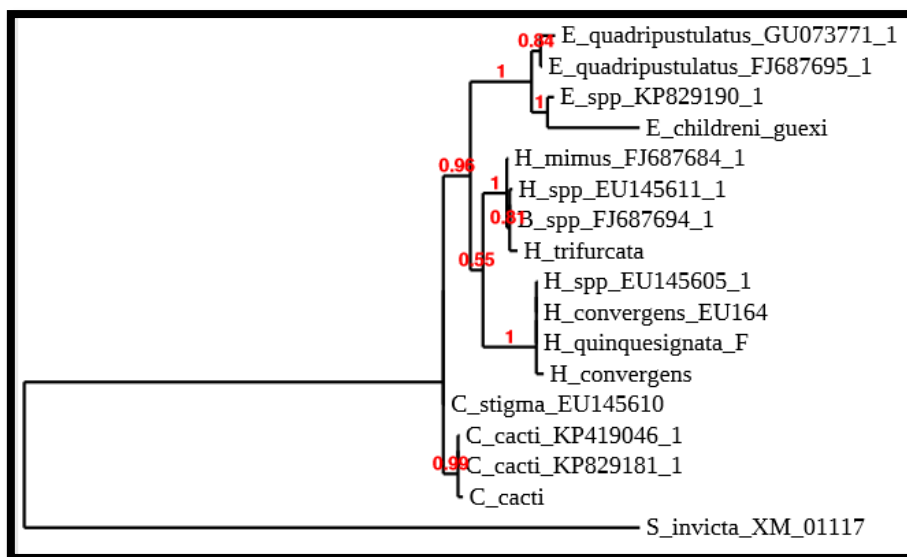 E_quadripustulatus_GU073771_1
0.84
E_quadripustulatus_FJ687695_1
1
E_spp_KP829190_1
1
E_childreni_guexi
H_mimus_FJ687684_1
0.96
1
H_spp_EU145611_1
0.81
B_spp_FJ687694_1
H_trifurcata
0.55
H_spp_EU145605_1
H_convergens_EU164
1
H_quinquesignata_F
H_convergens
C_stigma_EU145610
C_cacti_KP419046_1
0.99
C_cacti_KP829181_1
C_cacti
S_invicta_XM_01117